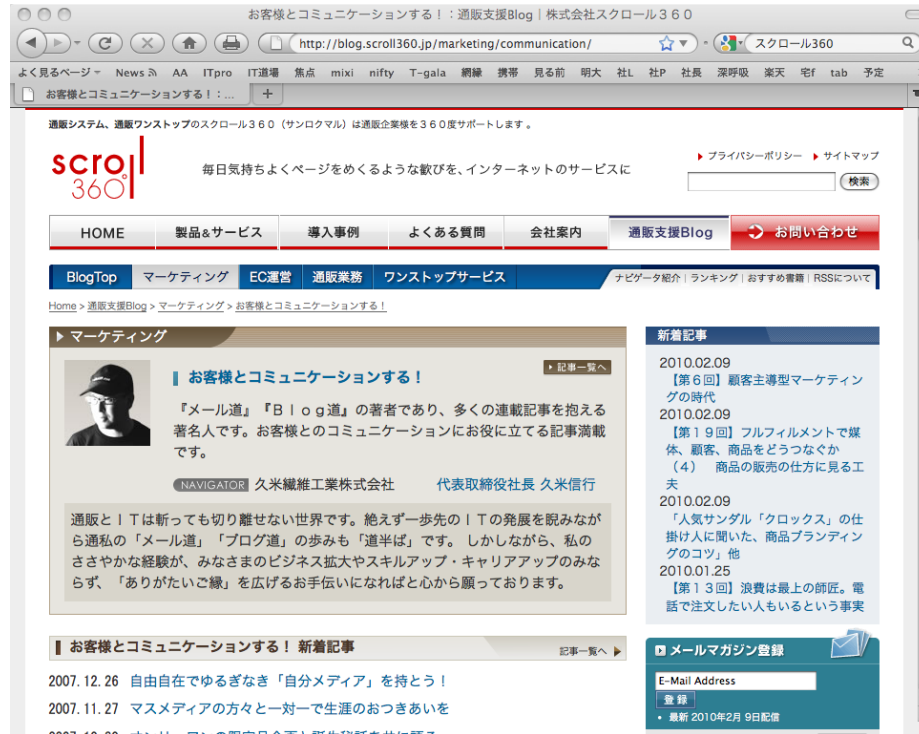 お客様とコミュニケーションする！：通販支援Blog｜株式会社スクロール３６０
http://blog.scroll360.jp/marketing/communication/
スクロール360
よく見るページ News AA ITpro IT道場 焦点 mixi nifty T-gala 網線 携帯 見る前 明大 社L 社P 社長 深呼吸 楽天 宅f tab 予定
お客様とコミュニケーションする！：...
通販システム、通販ワンストップのスクロール３６０（サンロクマル）は通販企業様を３６０度サポートします 。
scroll
360
毎日気持ちよくページをめくるような歓びを、インターネットのサービスに
プライバシーポリシー サイトマップ
検索
HOME 製品&サービス 導入事例 よくある質問 会社案内 通販支援Blog お問い合わせ
BlogTop マーケティング EC運営 通販業務 ワンストップサービス
ナビゲータ紹介｜ランキング｜おすすめ書籍｜RSSについて
Home > 通販支援Blog > マーケティング > お客様とコミュニケーションする！
マーケティング
記事一覧へ
お客様とコミュニケーションする！
『メール道』『Ｂｌｏｇ道』の著者であり、多くの連載記事を抱える
著名人です。お客様とのコミュニケーションにお役に立てる記事満載
です。
NAVIGATOR 久米繊維工業株式会社 代表取締役社長 久米信行
通販とＩＴは斬っても切り離せない世界です。絶えず一歩先のＩＴの発展を睨みなが
ら通私の「メール道」「ブログ道」の歩みも「道半ば」です。 しかしながら、私の
ささやかな経験が、みなさまのビジネス拡大やスキルアップ・キャリアアップのみな
らず、「ありがたいご縁」を広げるお手伝いになればと心から願っております。
お客様とコミュニケーションする！ 新着記事
記事一覧へ
2007.12.26 自由自在でゆるぎなき「自分メディア」を持とう！
2007.11.27 マスメディアの方々と一対一で生涯のおつきあいを
新着記事
2010.02.09
【第６回】顧客主導型マーケティン
グの時代
2010.02.09
【第１９回】フルフィルメントで媒
体、顧客、商品をどうつなぐか
（４） 商品の販売の仕方に見る工
夫
2010.02.09
「人気サンダル「クロックス」の仕
掛け人に聞いた、商品ブランディン
グのコツ」他
2010.01.25
【第１３回】浪費は最上の師匠。電
話で注文したい人もいるという事実
メールマガジン登録
E-Mail Address
登録
・ 最新 2010年2月 9日配信